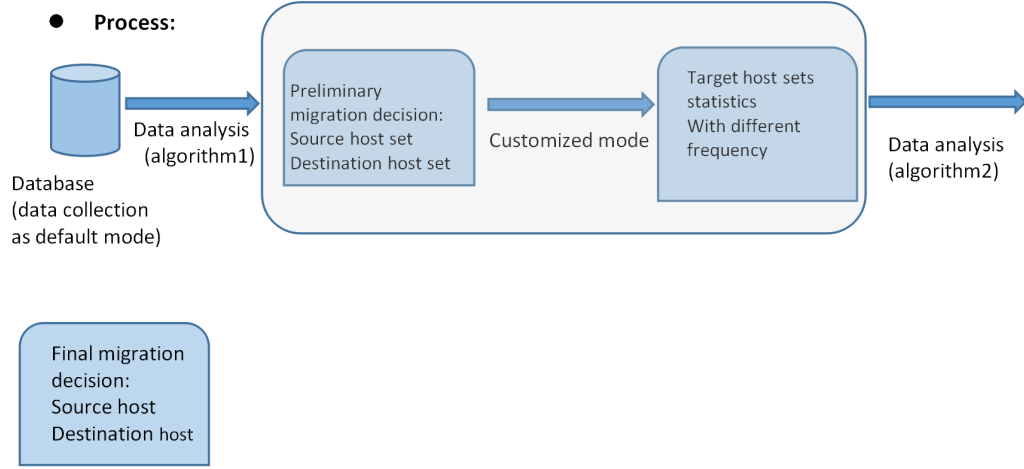 ● Process:
Database
(data collection
as default mode)
Data analysis
(algorithm1)
Preliminary
migration decision:
Source host set
Destination host set
Customized mode
Target host sets
statistics
With different
frequency
Data analysis
(algorithm2)
Final migration
decision:
Source host
Destination host